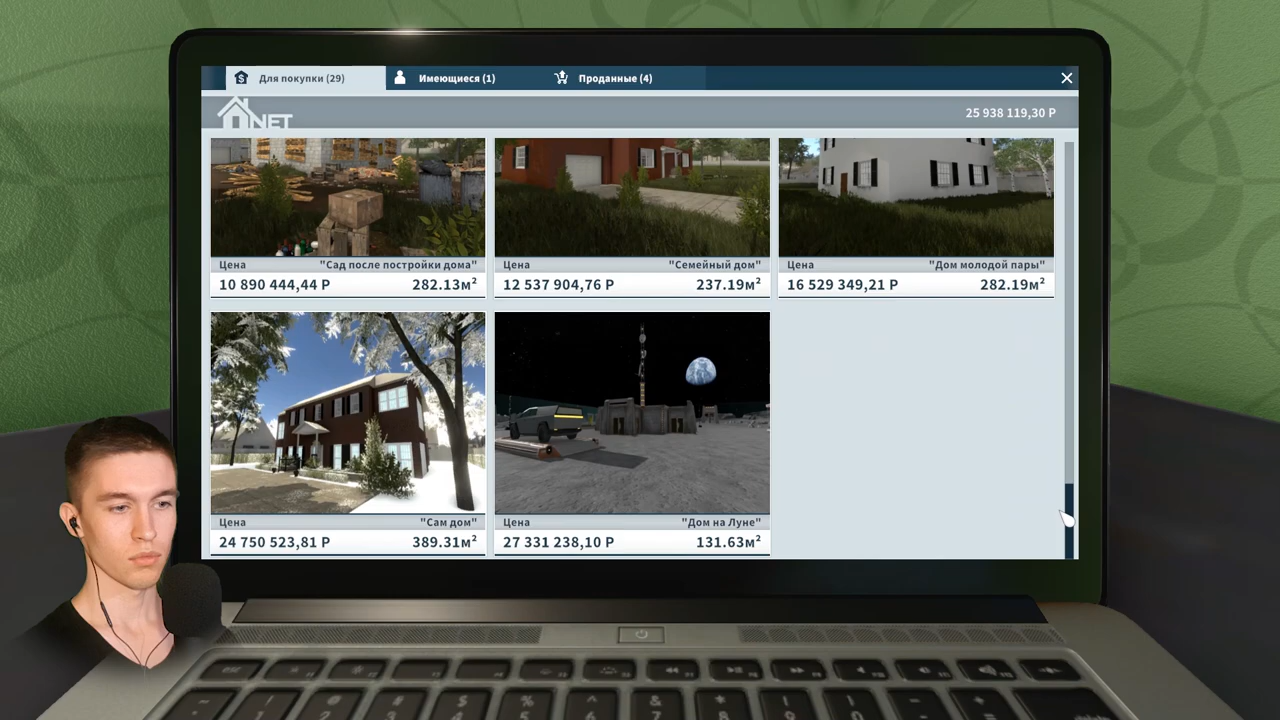 Для покупки (29)
Имеющиеся (1)
Проданные (4)
NET
25 938 119,30 Р
Цена "Сад после постройки дома"
10 890 444,44 Р 282.13м²
Цена "Семейный дом"
12 537 904,76 Р 237.19м²
Цена "Дом молодой пары"
16 529 349,21 Р 282.19м²
Цена "Сам дом"
24 750 523,81 Р 389.31м²
Цена "Дом на Луне"
27 331 238,10 Р 131.63м²